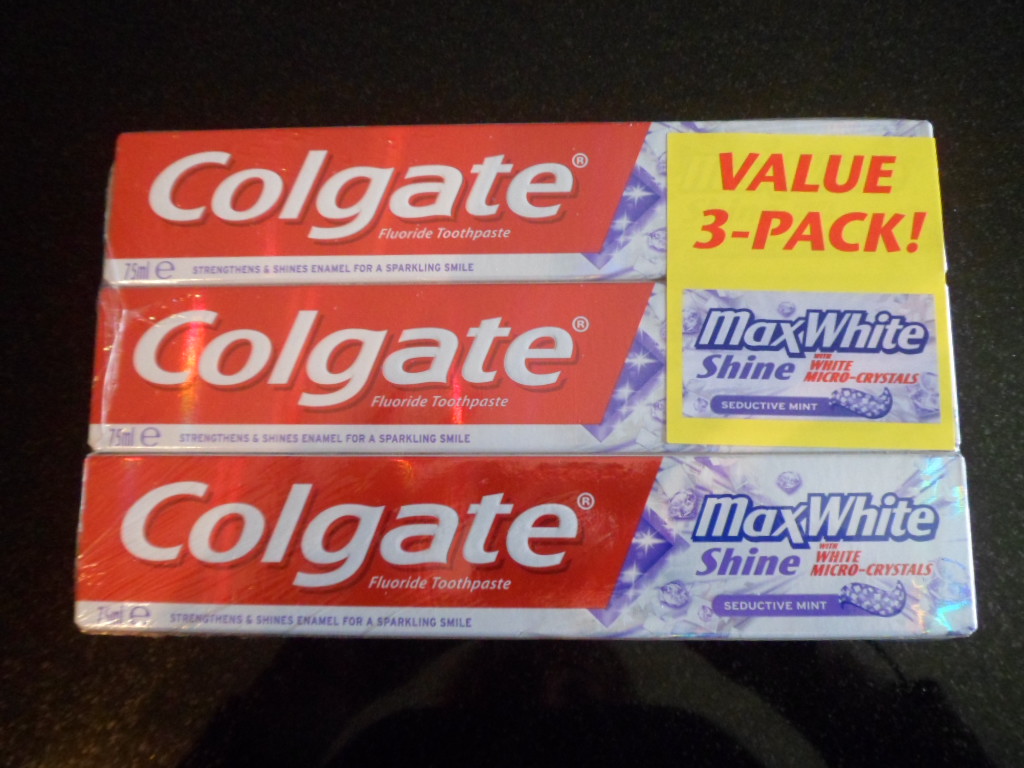 Colgate®
Fluoride Toothpaste
75ml e STRENGTHENS & SHINES ENAMEL FOR A SPARKLING SMILE
VALUE
3-PACK!
Colgate®
Fluoride Toothpaste
75ml e STRENGTHENS & SHINES ENAMEL FOR A SPARKLING SMILE
MaxWhite
Shine WITH WHITE
MICRO-CRYSTALS
SEDUCTIVE MINT
Colgate®
Fluoride Toothpaste
75ml e STRENGTHENS & SHINES ENAMEL FOR A SPARKLING SMILE
MaxWhite
Shine WITH WHITE
MICRO-CRYSTALS
SEDUCTIVE MINT